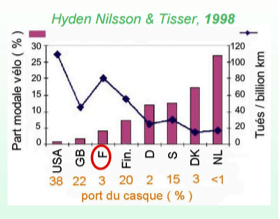 Hyden Nilsson & Tisser, 1998
Part modale vélo ( % )
30
25
20
15
10
5
0
120
100
80
60
40
20
0
Tués / billion km
USA
GB
F
Fin.
D
S
DK
NL
38 22 3 20 2 15 3 <1
port du casque ( % )